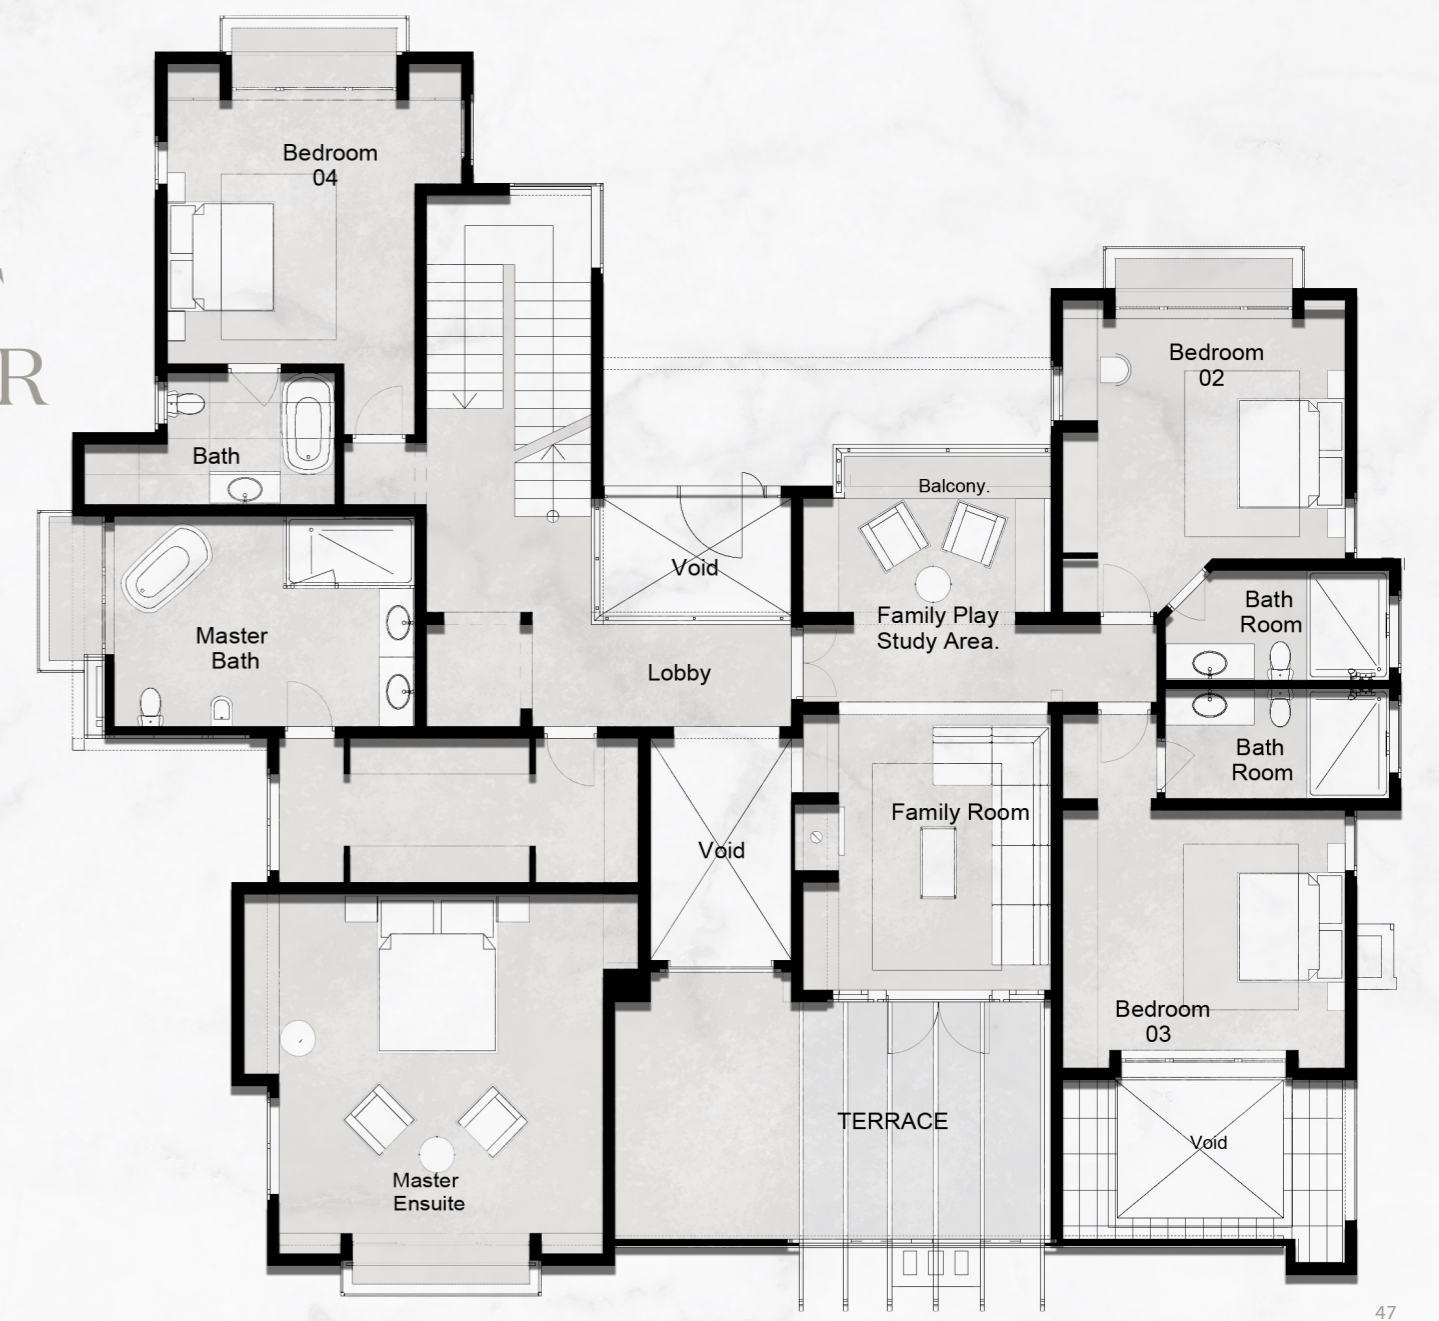 Bedroom
04
R
Bedroom
02
Bath
Balcony.
Void
Family Play
Study Area.
Bath
Room
Master
Bath
Lobby
Bath
Room
Family Room
Void
Bedroom
03
TERRACE
Void
Master
Ensuite
47